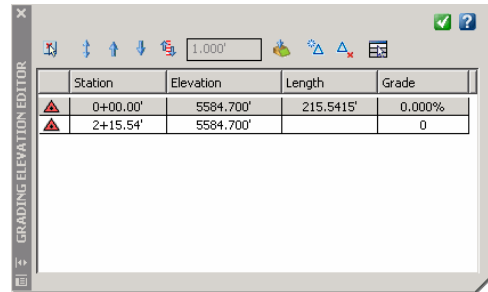 1.000'
Station Elevation Length Grade
0+00.00' 5584.700' 215.5415' 0.000%
2+15.54' 5584.700' 0
GRADING ELEVATION EDITOR